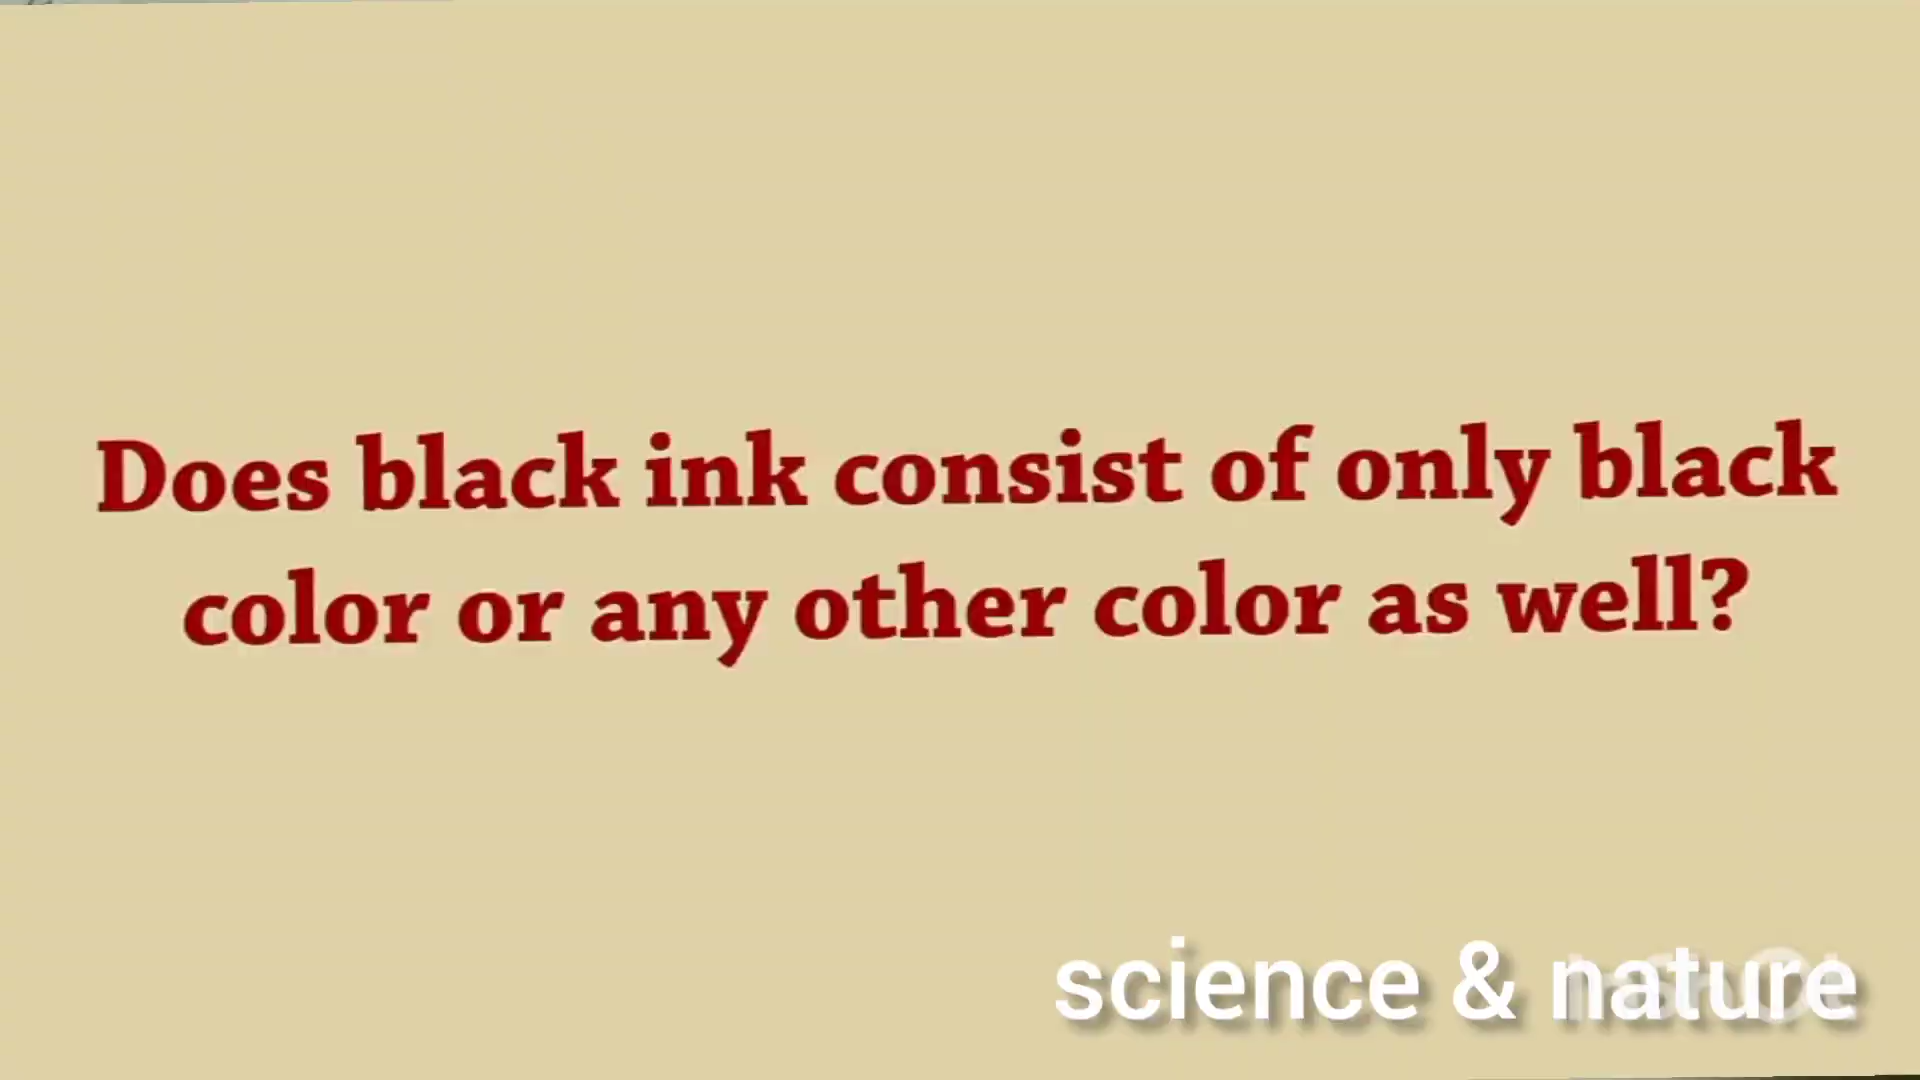 Does black ink consist of only black
color or any other color as well?
science & nature